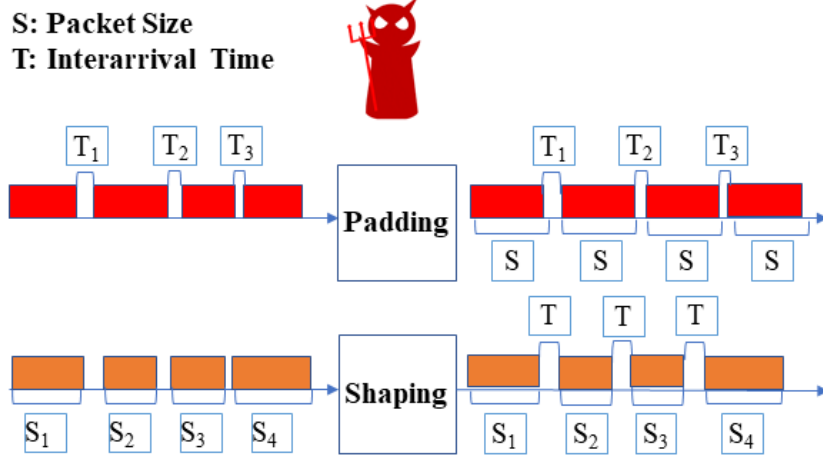 S: Packet Size
T: Interarrival Time
T1 T2 T3 T1 T2 T3
Padding
S S S S
T T T
Shaping
S1 S2 S3 S4 S1 S2 S3 S4